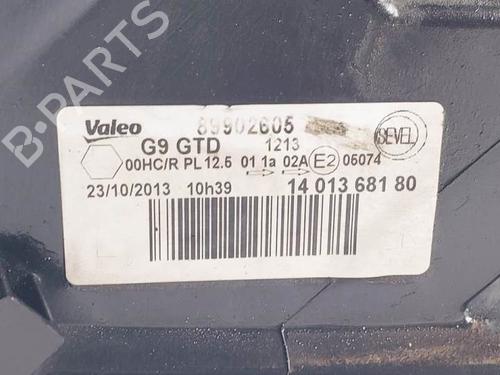 B-PARTS
Valeo 89902605
G9 GTD 1213 SEVEL
00HC/R PL 12.5 01 1a 02A E2 05074
23/10/2013 10h39 14 013 681 80